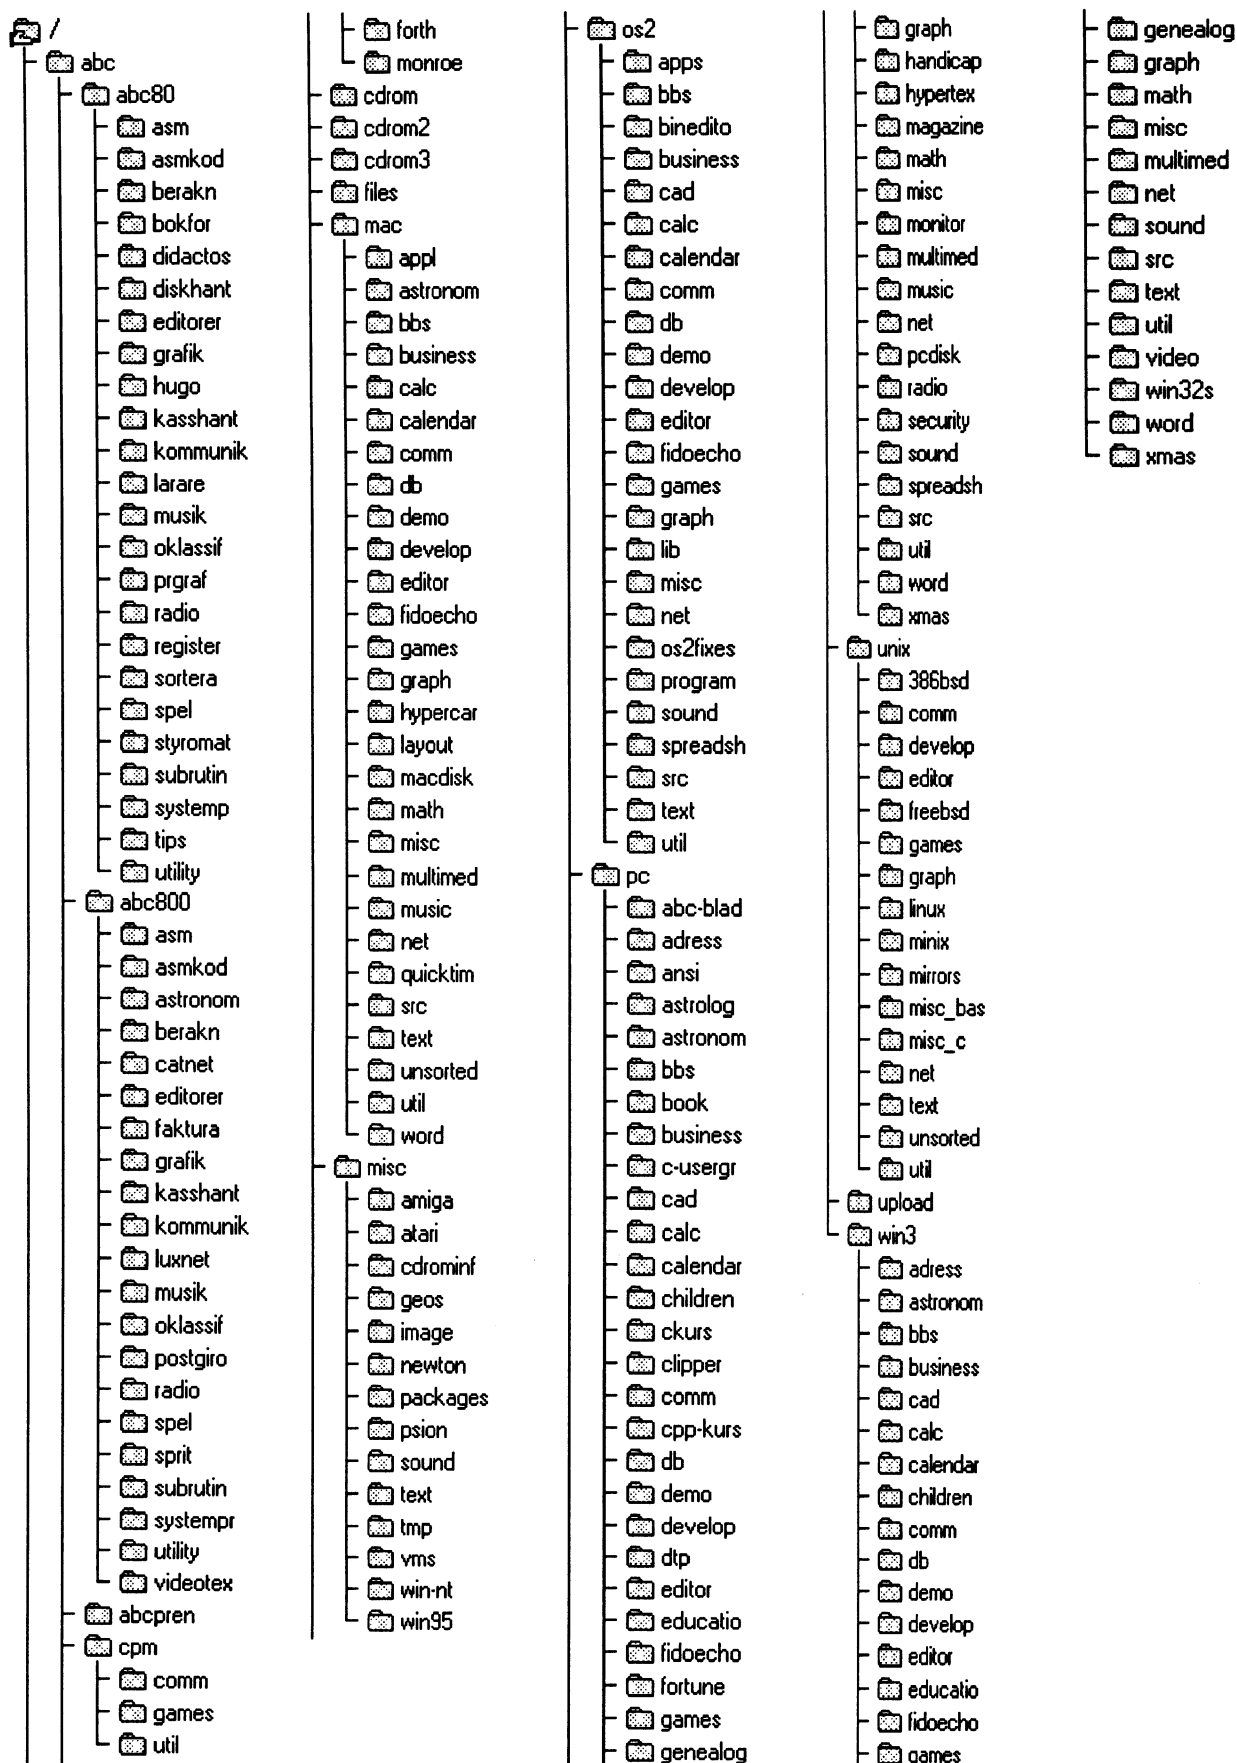 /
abc
abc80
asm
asmkod
berakn
bokfor
didactos
diskhant
editorer
grafik
hugo
kasshant
kommunik
larare
musik
oklassif
prgraf
radio
register
sortera
spel
styromat
subrutin
systemp
tips
utility
abc800
asm
asmkod
astronom
berakn
catnet
editorer
faktura
grafik
kasshant
kommunik
luxnet
musik
oklassif
postgiro
radio
spel
sprit
subrutin
systempr
utility
videotex
abcpren
cpm
comm
games
util
forth
monroe
cdrom
cdrom2
cdrom3
files
mac
appl
astronom
bbs
business
calc
calendar
comm
db
demo
develop
editor
fidoecho
games
graph
hypercar
layout
macdisk
math
misc
multimed
music
net
quicktim
src
text
unsorted
util
word
misc
amiga
atari
cdrominf
geos
image
newton
packages
psion
sound
text
tmp
vms
win-nt
win95
os2
apps
bbs
binedito
business
cad
calc
calendar
comm
db
demo
develop
editor
fidoecho
games
graph
lib
misc
net
os2fixes
program
sound
spreadsh
src
text
util
pc
abc-blad
adress
ansi
astrolog
astronom
bbs
book
business
c-usergr
cad
calc
calendar
children
ckurs
clipper
comm
cpp-kurs
db
demo
develop
dtp
editor
educatio
fidoecho
fortune
games
genealog
graph
handicap
hypertex
magazine
math
misc
monitor
multimed
music
net
pcdisk
radio
security
sound
spreadsh
src
util
word
xmas
unix
386bsd
comm
develop
editor
freebsd
games
graph
linux
minix
mirrors
misc_bas
misc_c
net
text
unsorted
util
upload
win3
adress
astronom
bbs
business
cad
calc
calendar
children
comm
db
demo
develop
editor
educatio
fidoecho
games
genealog
graph
math
misc
multimed
net
sound
src
text
util
video
win32s
word
xmas